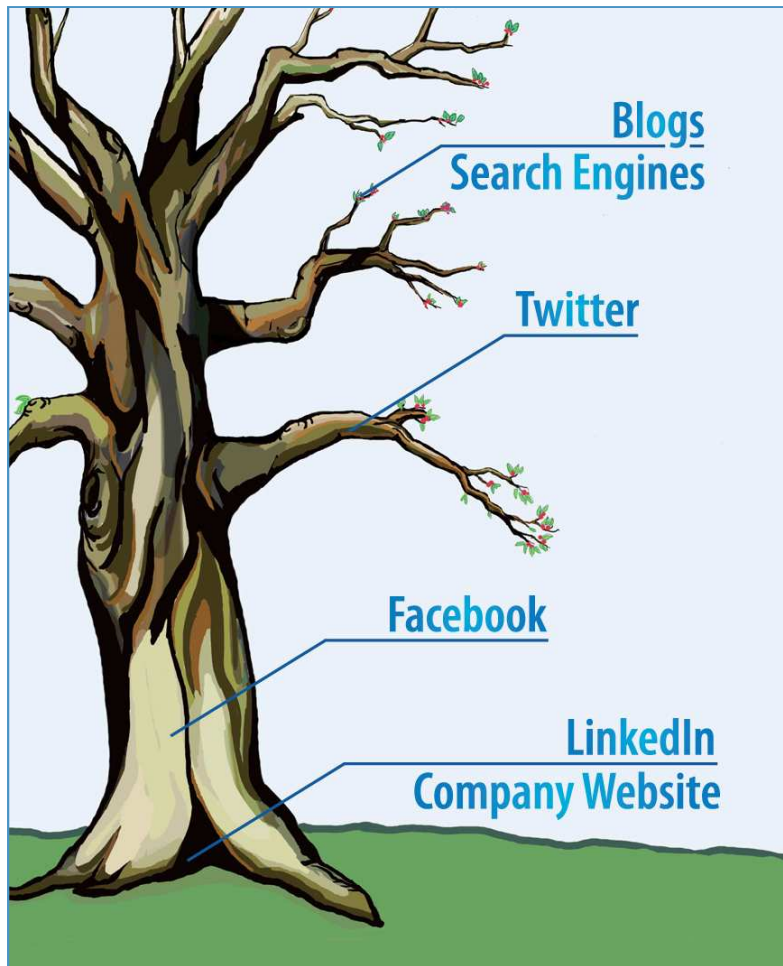 Blogs
Search Engines
Twitter
Facebook
LinkedIn
Company Website